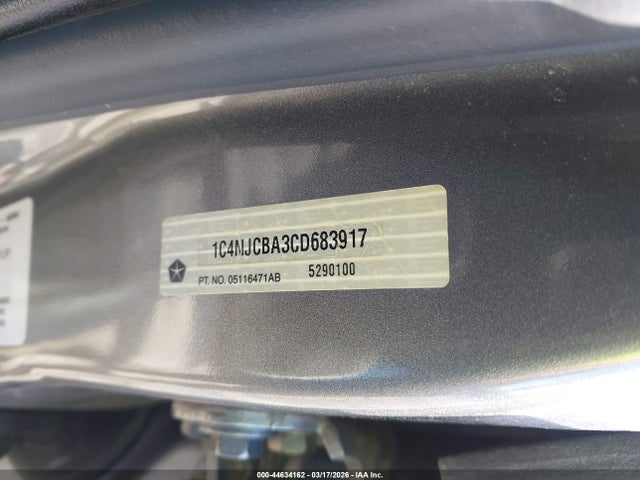 1C4NJCBA3CD683917
PT. NO. 05116471AB 5290100
000-44634162 - 03/17/2026 - IAA Inc.